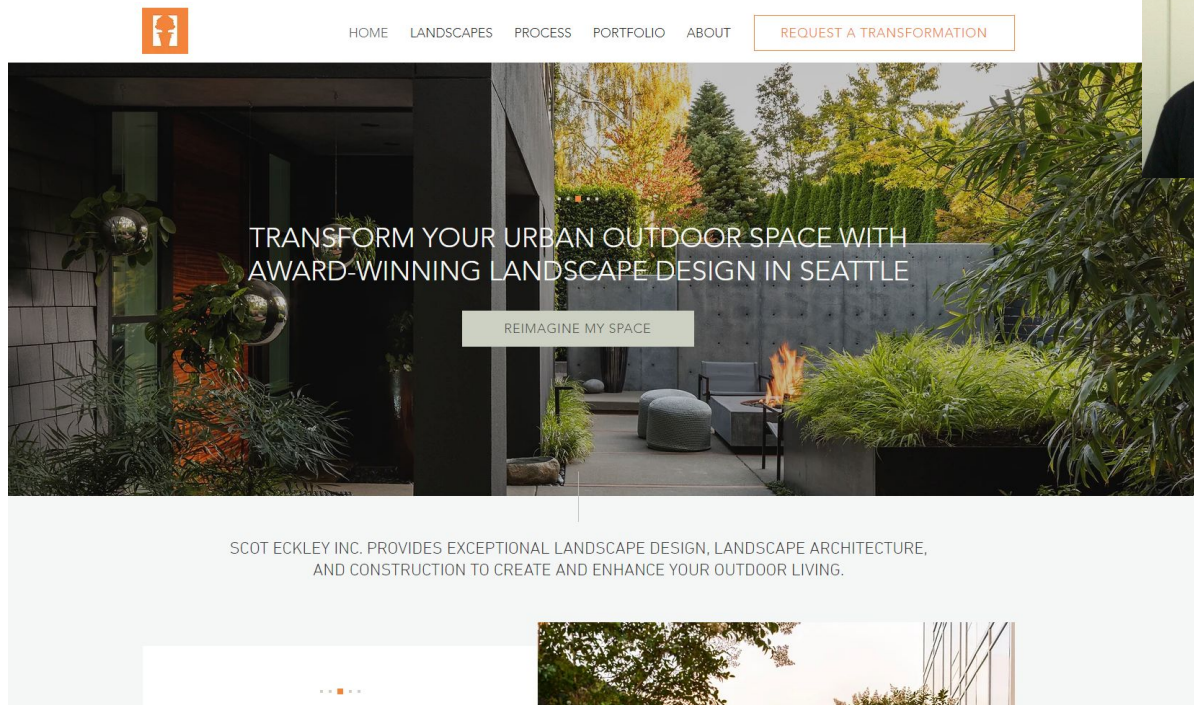 HOME
LANDSCAPES
PROCESS
PORTFOLIO
ABOUT
REQUEST A TRANSFORMATION
TRANSFORM YOUR URBAN OUTDOOR SPACE WITH
AWARD-WINNING LANDSCAPE DESIGN IN SEATTLE
REIMAGINE MY SPACE
SCOT ECKLEY INC. PROVIDES EXCEPTIONAL LANDSCAPE DESIGN, LANDSCAPE ARCHITECTURE,
AND CONSTRUCTION TO CREATE AND ENHANCE YOUR OUTDOOR LIVING.